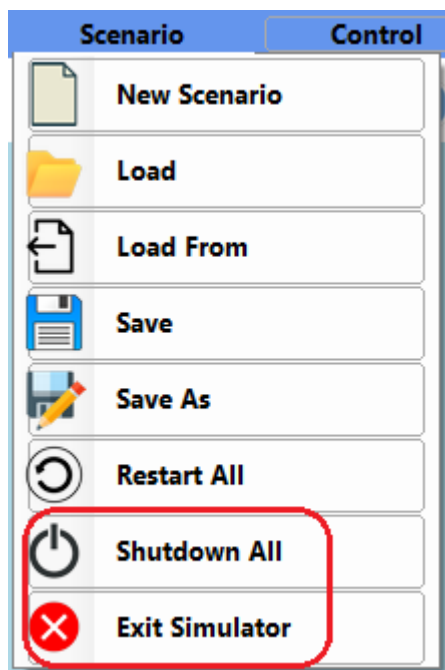 Scenario Control
New Scenario
Load
Load From
Save
Save As
Restart All
Shutdown All
Exit Simulator